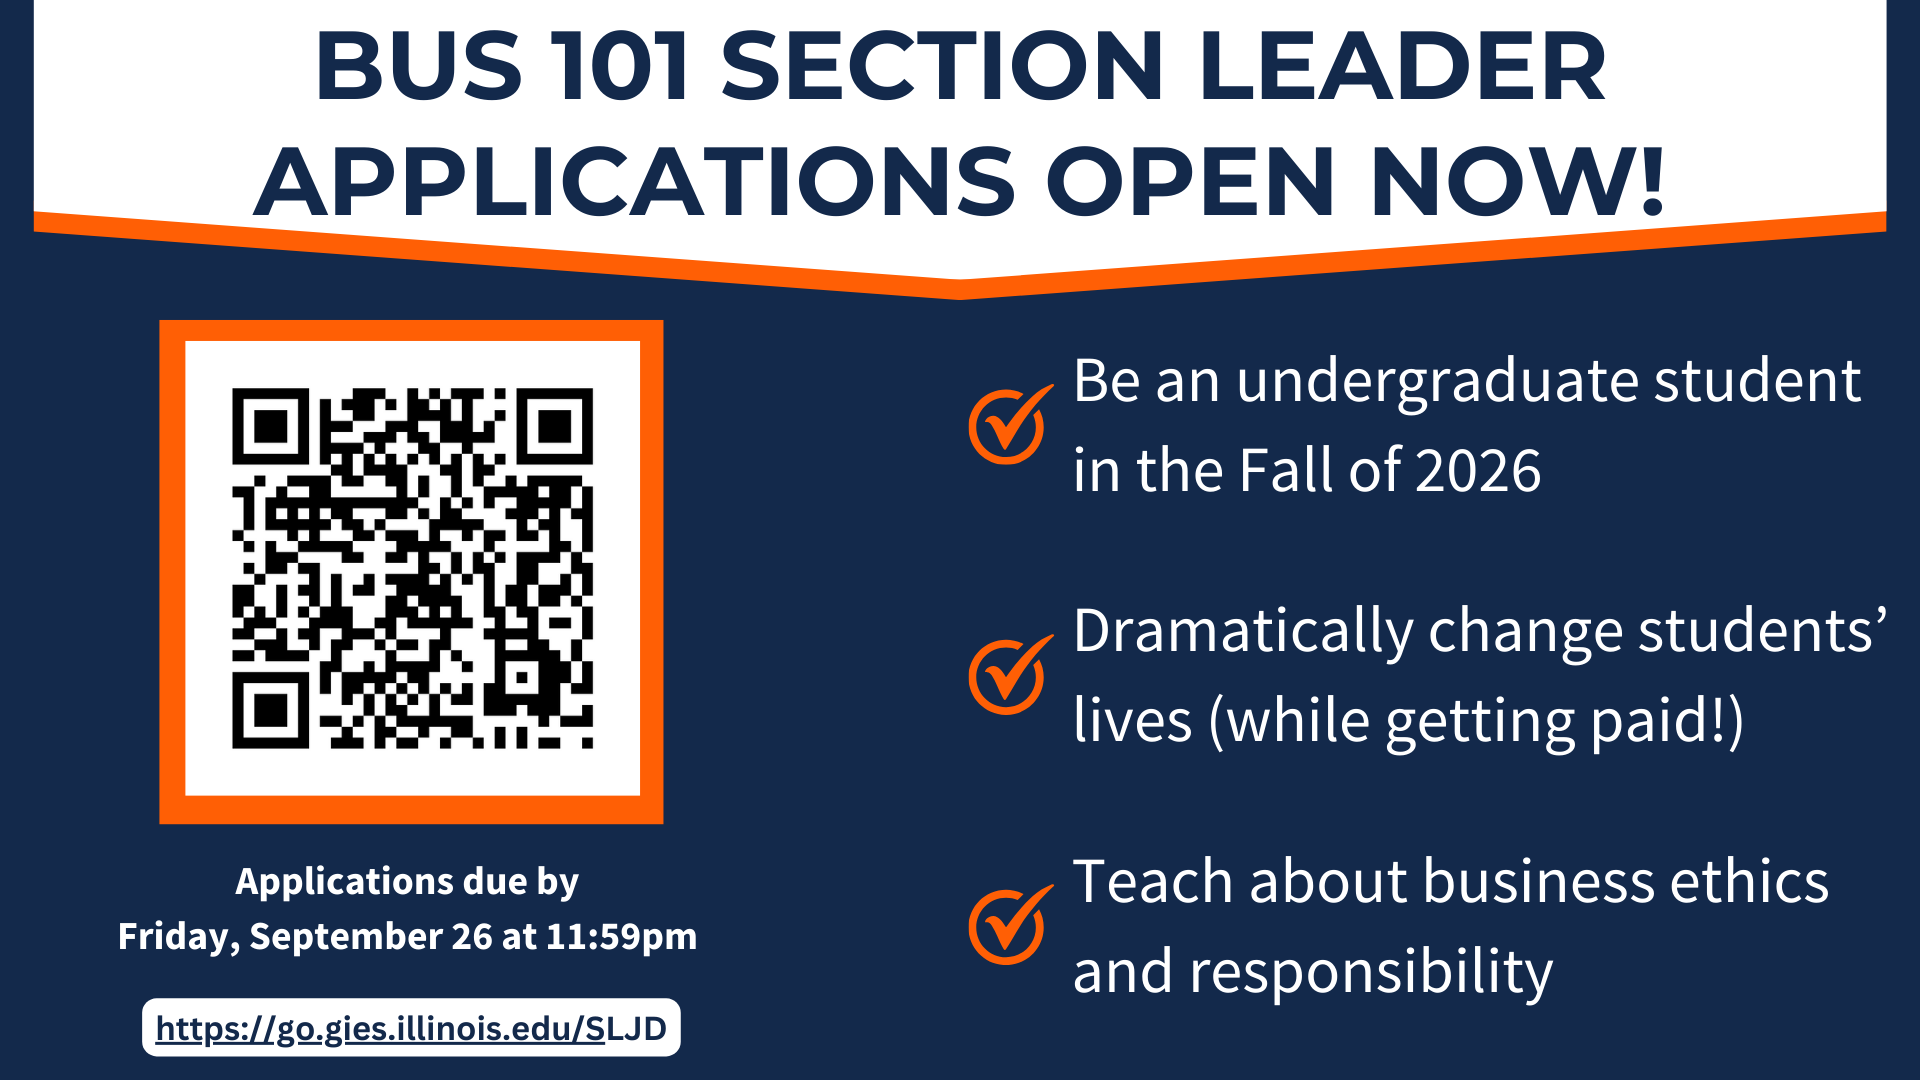 BUS 101 SECTION LEADER
APPLICATIONS OPEN NOW!
Be an undergraduate student
in the Fall of 2026
Dramatically change students’
lives (while getting paid!)
Teach about business ethics
and responsibility
Applications due by
Friday, September 26 at 11:59pm
https://go.gies.illinois.edu/SLJD